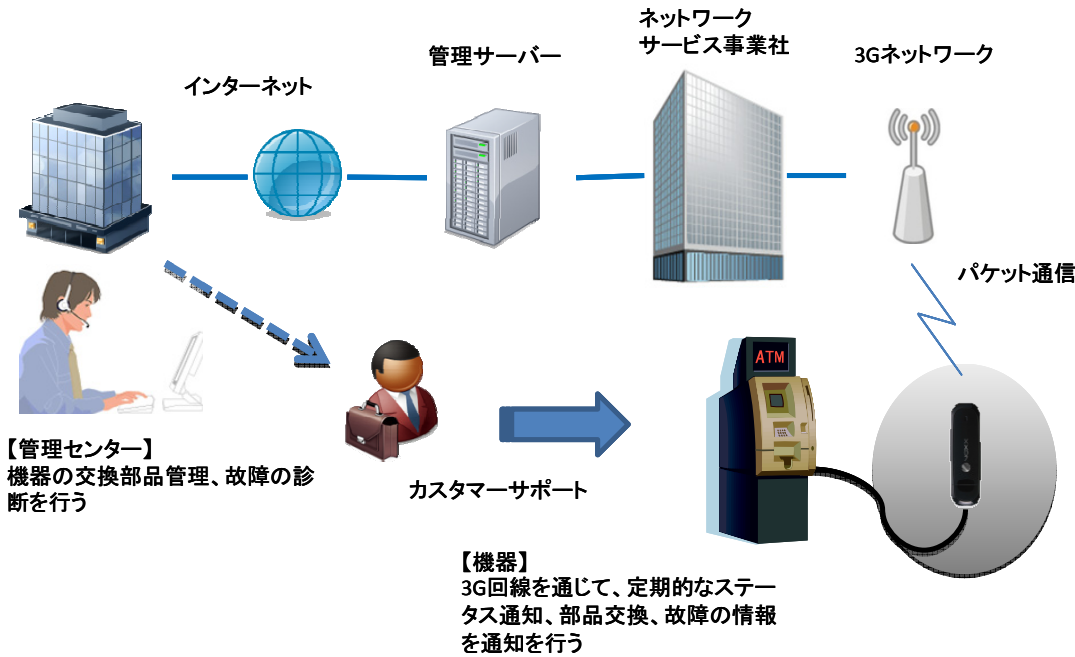 ネットワーク
サービス事業社
管理サーバー
3Gネットワーク
インターネット
パケット通信
ATM
【管理センター】
機器の交換部品管理、故障の診
断を行う
カスタマーサポート
【機器】
3G回線を通じて、定期的なステー
タス通知、部品交換、故障の情報
を通知を行う